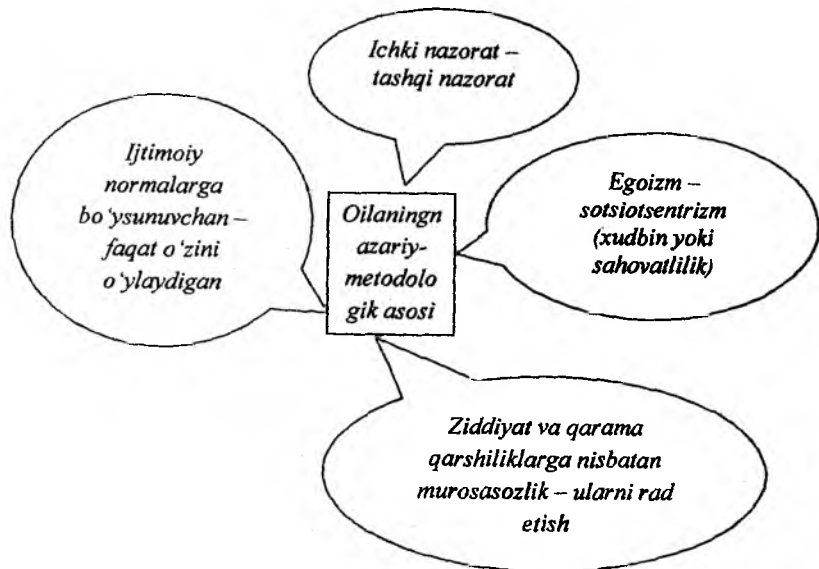 Ichki nazorat –
tashqi nazorat
Ijtimoiy
normalarga
bo‘ysunuvchan –
faqat o‘zini
o‘ylaydigan
Oilaningn
azariy-
metodolo
gik asosi
Egoizm –
sotsiotsentrizm
(xudbin yoki
sahovatlilik)
Ziddiyat va qarama
qarshiliklarga nisbatan
murosasozlik – ularni rad
etish